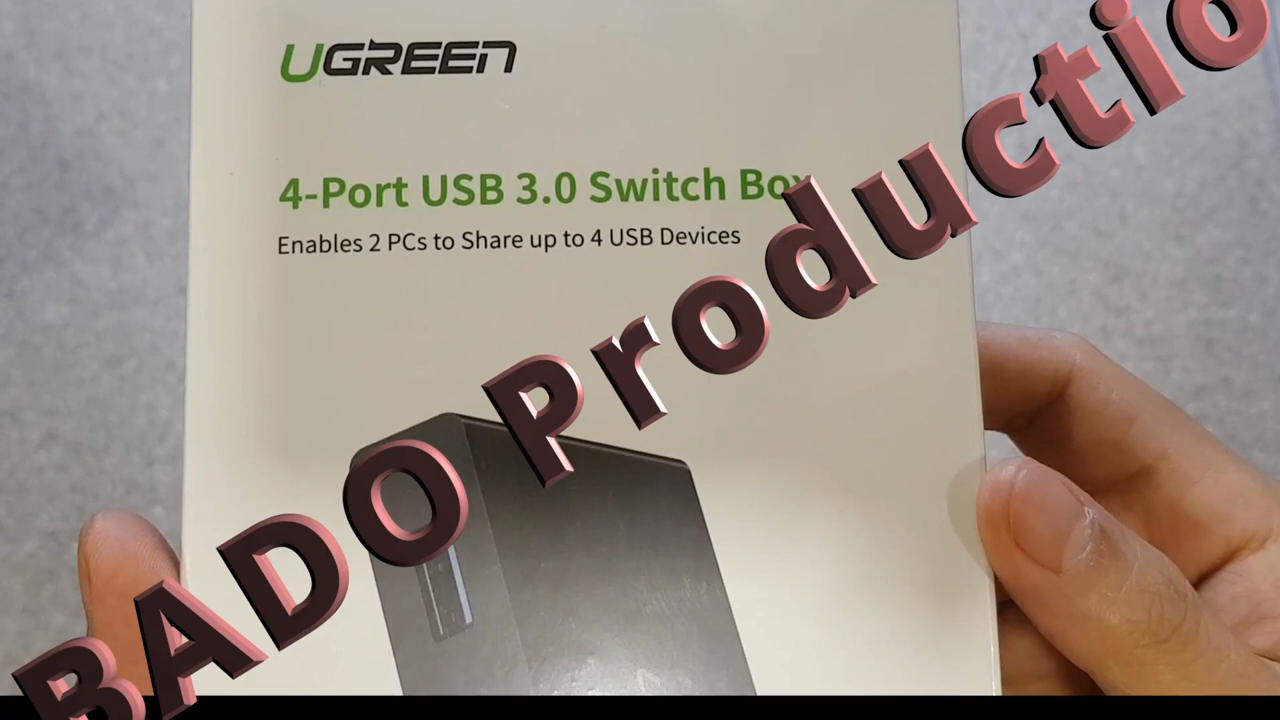 UGREEN
4-Port USB 3.0 Switch Box
Enables 2 PCs to Share up to 4 USB Devices
BADO Productio